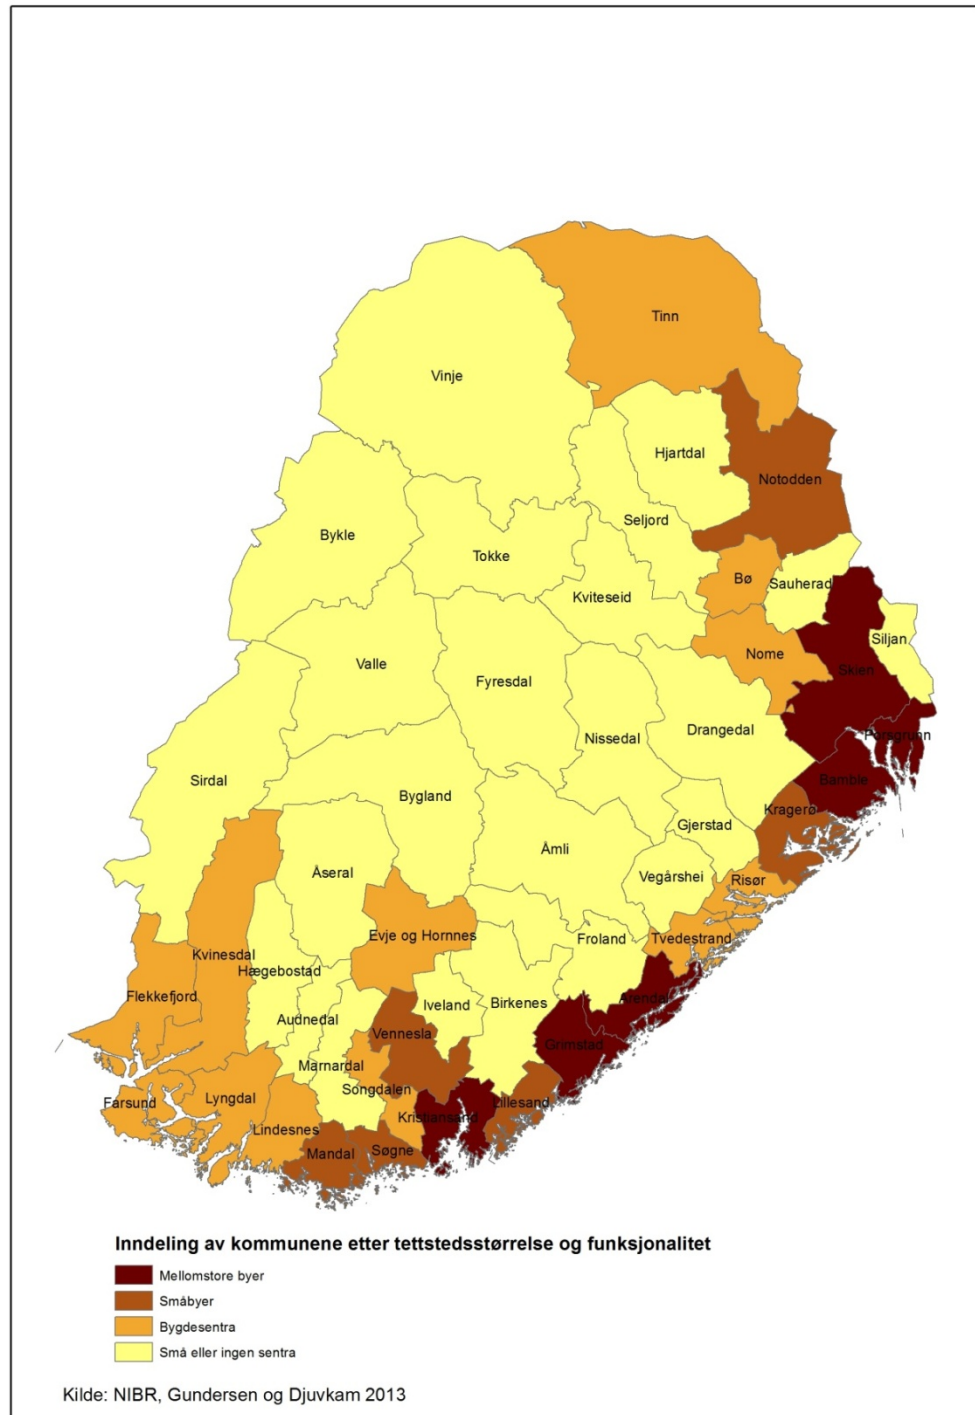 Tinn
Vinje
Hjartdal
Notodden
Seljord
Bykle
Tokke
Bø
Sauherad
Kviteseid
Siljan
Nome
Valle
Skien
Fyresdal
Drangedal
Porsgrunn
Nissedal
Sirdal
Bamble
Bygland
Kragerø
Gjerstad
Åmli
Åseral
Vegårshei
Risør
Evje og Hornnes
Froland
Tvedestrand
Kvinesdal
Hægebostad
Flekkefjord
Arendal
Iveland
Birkenes
Audnedal
Vennesla
Grimstad
Marnardal
Songdalen
Farsund
Lyngdal
Lillesand
Kristiansand
Lindesnes
Mandal
Søgne
Inndeling av kommunene etter tettstedsstørrelse og funksjonalitet
Mellomstore byer
Småbyer
Bygdesentra
Små eller ingen sentra
Kilde: NIBR, Gundersen og Djuvkam 2013